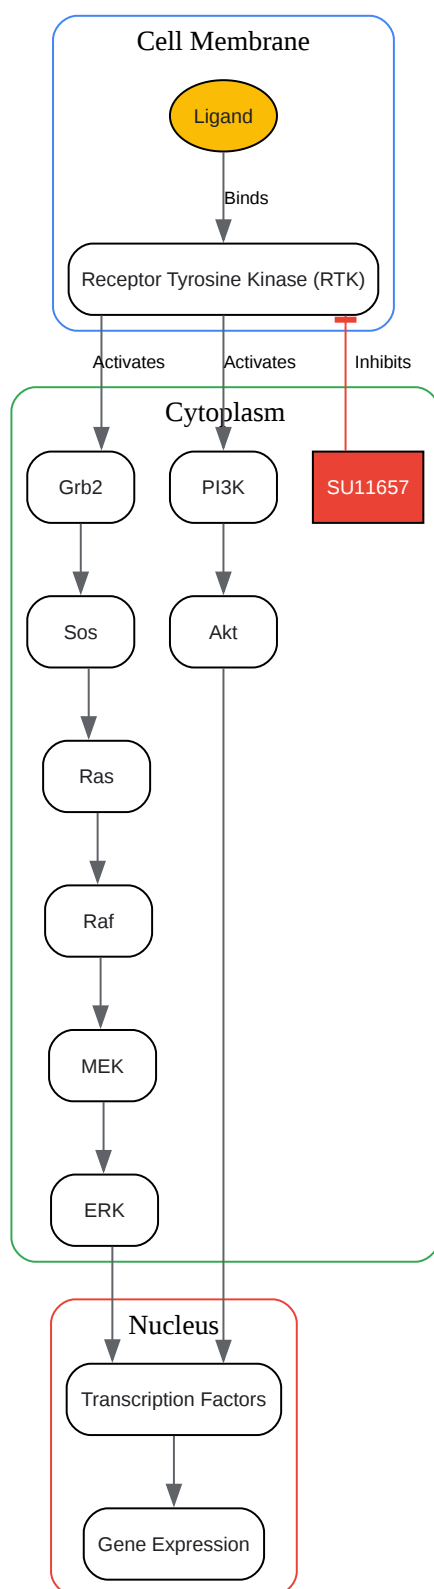 Cell Membrane
Ligand
Binds
Receptor Tyrosine Kinase (RTK)
Activates
Activates
Inhibits
Cytoplasm
Grb2
PI3K
SU11657
Sos
Akt
Ras
Raf
MEK
ERK
Nucleus
Transcription Factors
Gene Expression